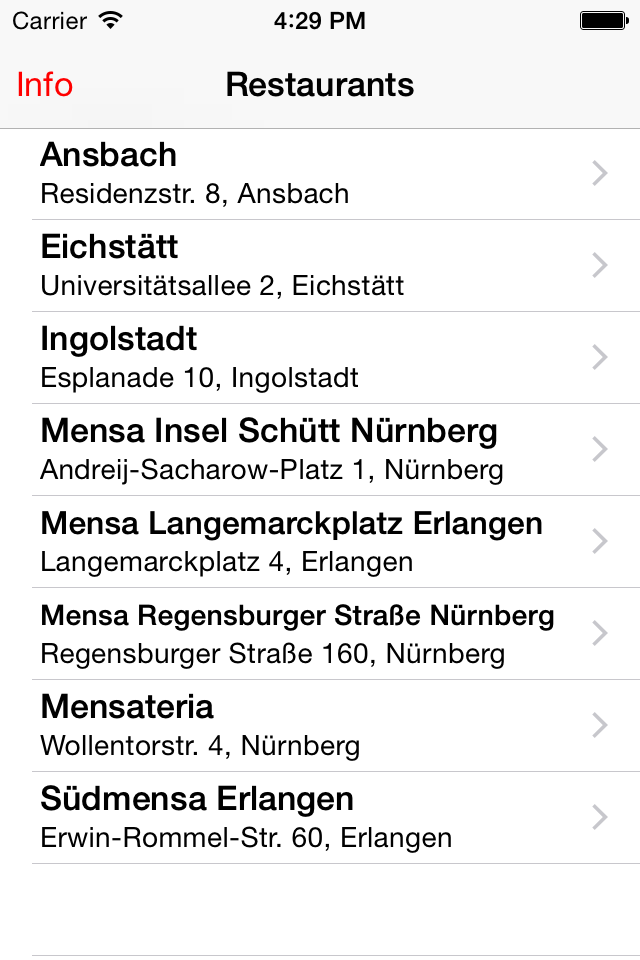 Carrier 4:29 PM
Info Restaurants
Ansbach
Residenzstr. 8, Ansbach
Eichstätt
Universitätsallee 2, Eichstätt
Ingolstadt
Esplanade 10, Ingolstadt
Mensa Insel Schütt Nürnberg
Andreij-Sacharow-Platz 1, Nürnberg
Mensa Langemarckplatz Erlangen
Langemarckplatz 4, Erlangen
Mensa Regensburger Straße Nürnberg
Regensburger Straße 160, Nürnberg
Mensateria
Wollentorstr. 4, Nürnberg
Südmensa Erlangen
Erwin-Rommel-Str. 60, Erlangen